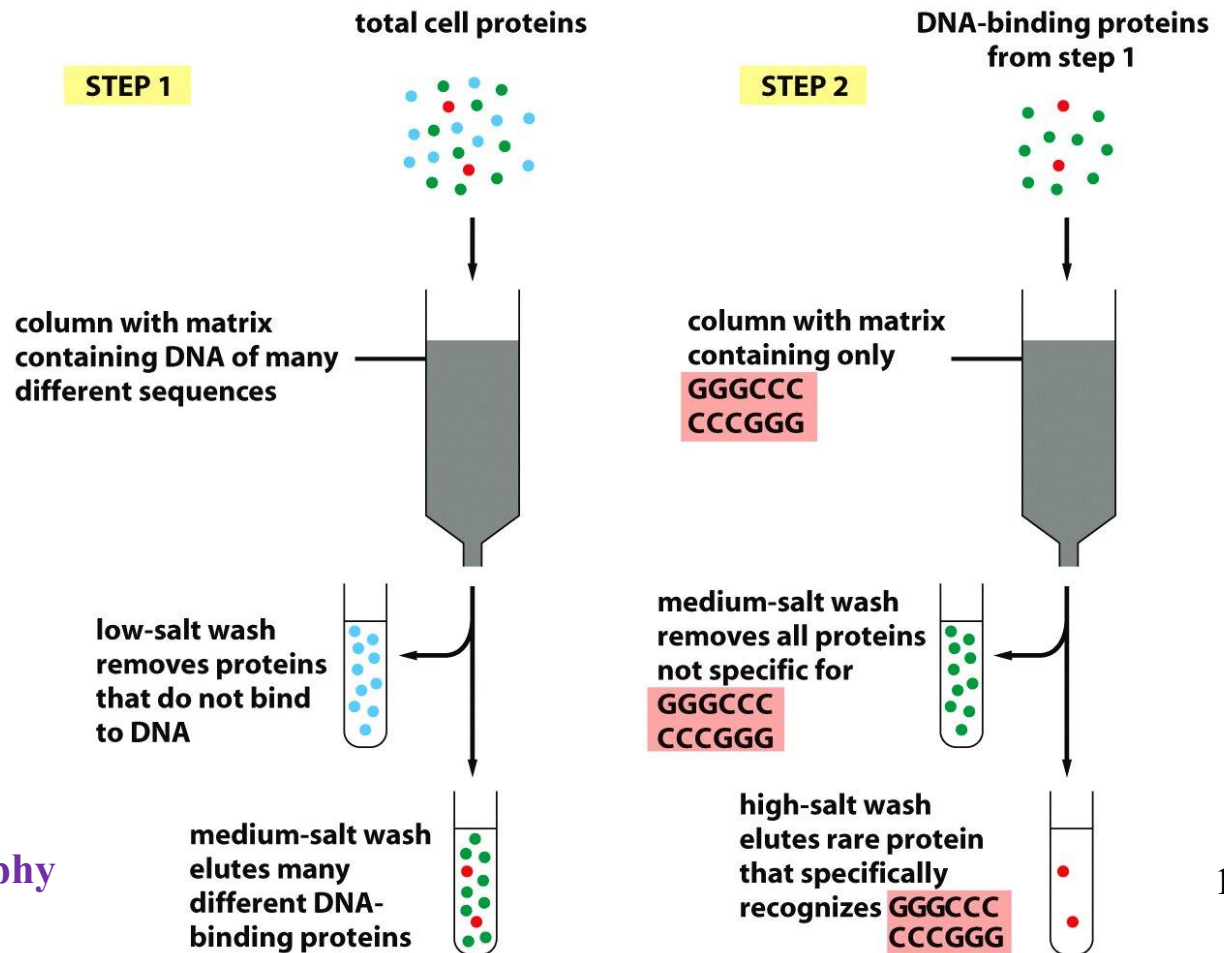 total cell proteins
STEP 1
column with matrix
containing DNA of many
different sequences
low-salt wash
removes proteins
that do not bind
to DNA
medium-salt wash
elutes many
different DNA-
binding proteins
DNA-binding proteins
from step 1
STEP 2
column with matrix
containing only
GGGCCC
CCCGGG
medium-salt wash
removes all proteins
not specific for
GGGCCC
CCCGGG
high-salt wash
elutes rare protein
that specifically
recognizes GGGCCC
CCCGGG
phy
1